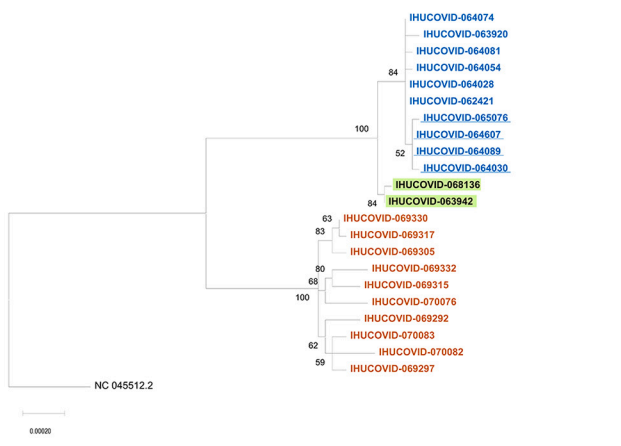 IHUCOVID-064074
IHUCOVID-063920
IHUCOVID-064081
84 IHUCOVID-064054
IHUCOVID-064028
IHUCOVID-062421
IHUCOVID-065076
100 IHUCOVID-064607
52 IHUCOVID-064089
IHUCOVID-064030
IHUCOVID-068136
84 IHUCOVID-063942
63 IHUCOVID-069330
83 IHUCOVID-069317
IHUCOVID-069305
80 IHUCOVID-069332
68 IHUCOVID-069315
100 IHUCOVID-070076
IHUCOVID-069292
IHUCOVID-070083
62 IHUCOVID-070082
59 IHUCOVID-069297
NC 045512.2
0.00020